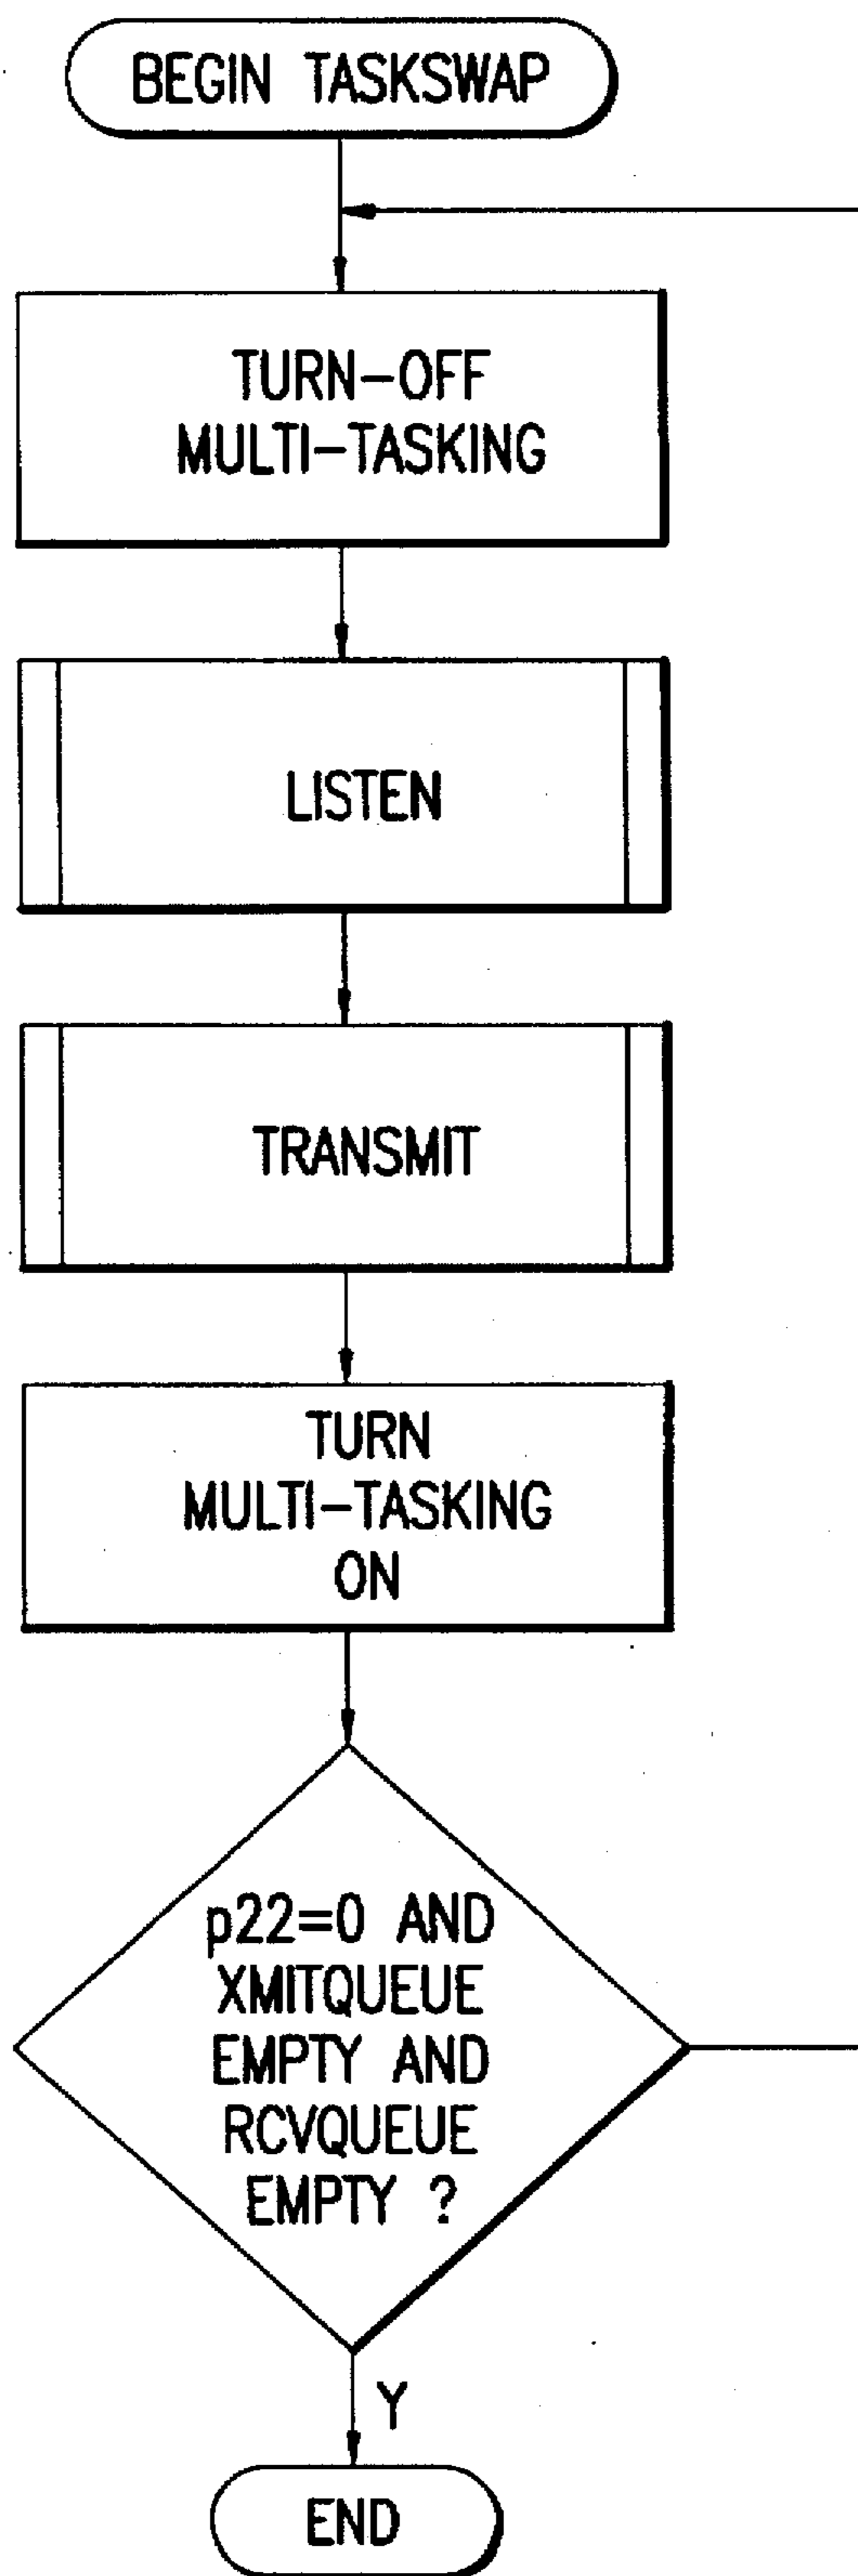 BEGIN TASKSWAP
TURN-OFF
MULTI-TASKING
LISTEN
TRANSMIT
TURN
MULTI-TASKING
ON
p22=0 AND
XMITQUEUE
EMPTY AND
RCVQUEUE
EMPTY ?
Y
END